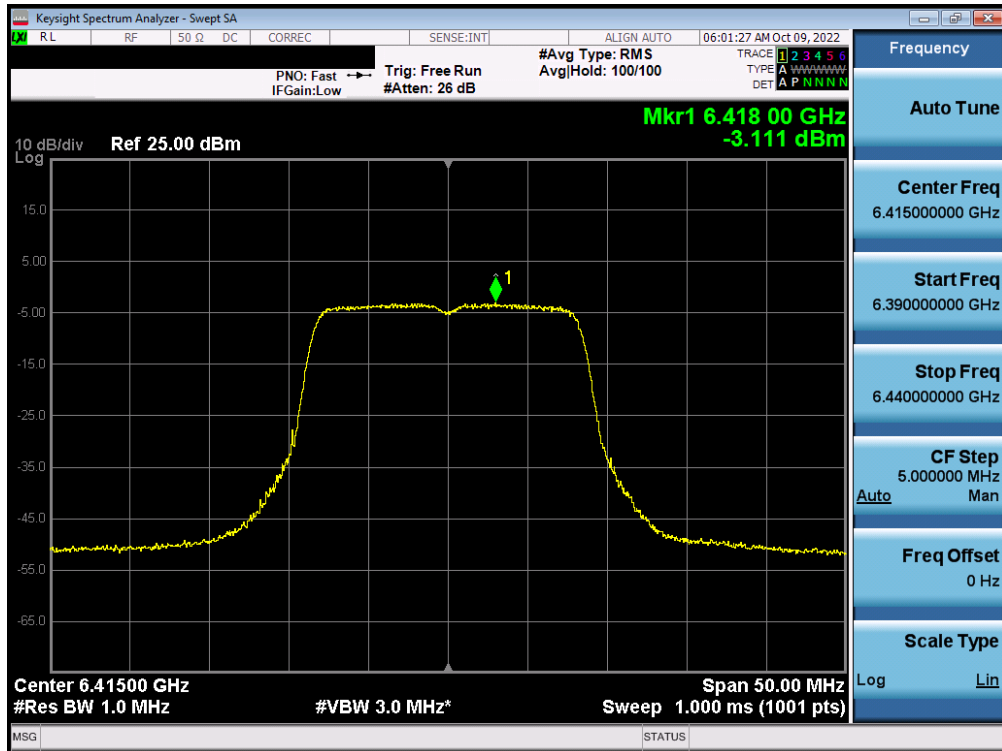 Keysight Spectrum Analyzer - Swept SA
LXI RL RF 50 Ω DC CORREC SENSE:INT ALIGN AUTO 06:01:27 AM Oct 09, 2022
PNO: Fast Trig: Free Run #Avg Type: RMS TRACE 1 2 3 4 5 6
IFGain:Low #Atten: 26 dB Avg|Hold: 100/100 TYPE A WWWWW
DET A P N N N N
Mkr1 6.418 00 GHz
-3.111 dBm
10 dB/div Ref 25.00 dBm
Log
15.0
5.00
1
-5.00
-15.0
-25.0
-35.0
-45.0
-55.0
-65.0
Center 6.41500 GHz Span 50.00 MHz
#Res BW 1.0 MHz #VBW 3.0 MHz* Sweep 1.000 ms (1001 pts)
MSG STATUS
Frequency
Auto Tune
Center Freq
6.415000000 GHz
Start Freq
6.390000000 GHz
Stop Freq
6.440000000 GHz
CF Step
5.000000 MHz
Auto Man
Freq Offset
0 Hz
Scale Type
Log Lin